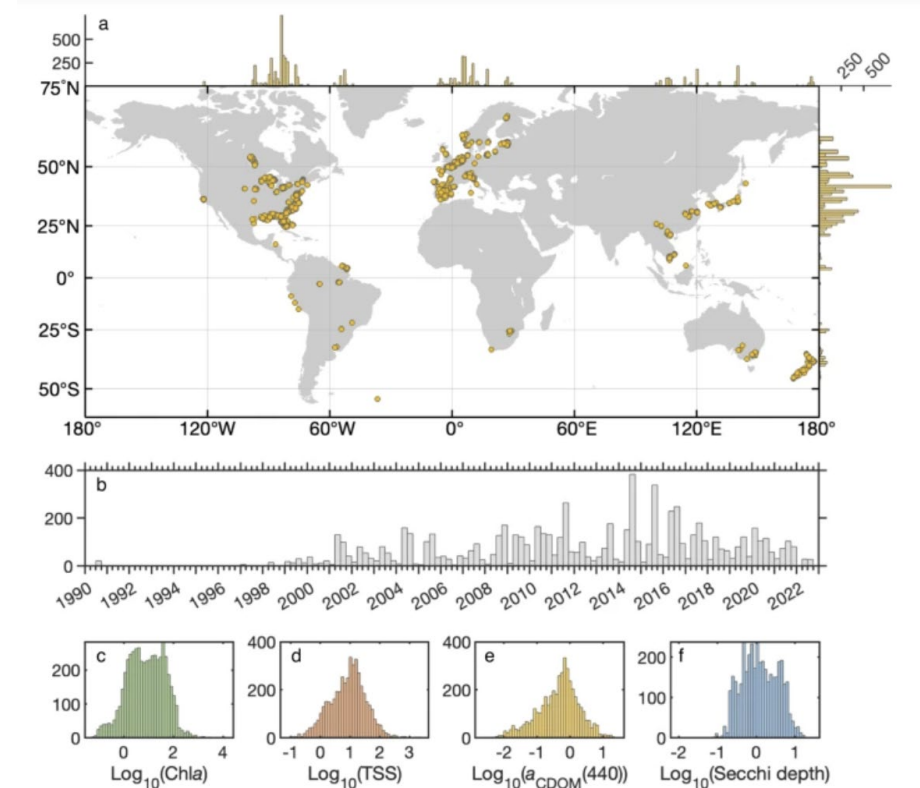 a
500
250
250 500
75°N
50°N
25°N
0°
25°S
50°S
180° 120°W 60°W 0° 60°E 120°E 180°
b
400
200
0
1990 1992 1994 1996 1998 2000 2002 2004 2006 2008 2010 2012 2014 2016 2018 2020 2022
c
200
100
0
0 2 4
Log10(Chla)
d
400
200
0
-1 0 1 2 3
Log10(TSS)
e
400
200
0
-2 -1 0 1
Log10(aCDOM(440))
f
200
100
0
-2 -1 0 1
Log10(Secchi depth)